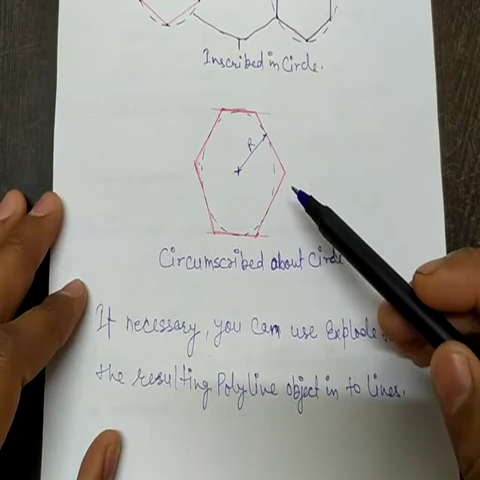 Inscribed in Circle.
R
Circumscribed about Circle
If necessary, you can use Explode
the resulting Polyline object in to lines.